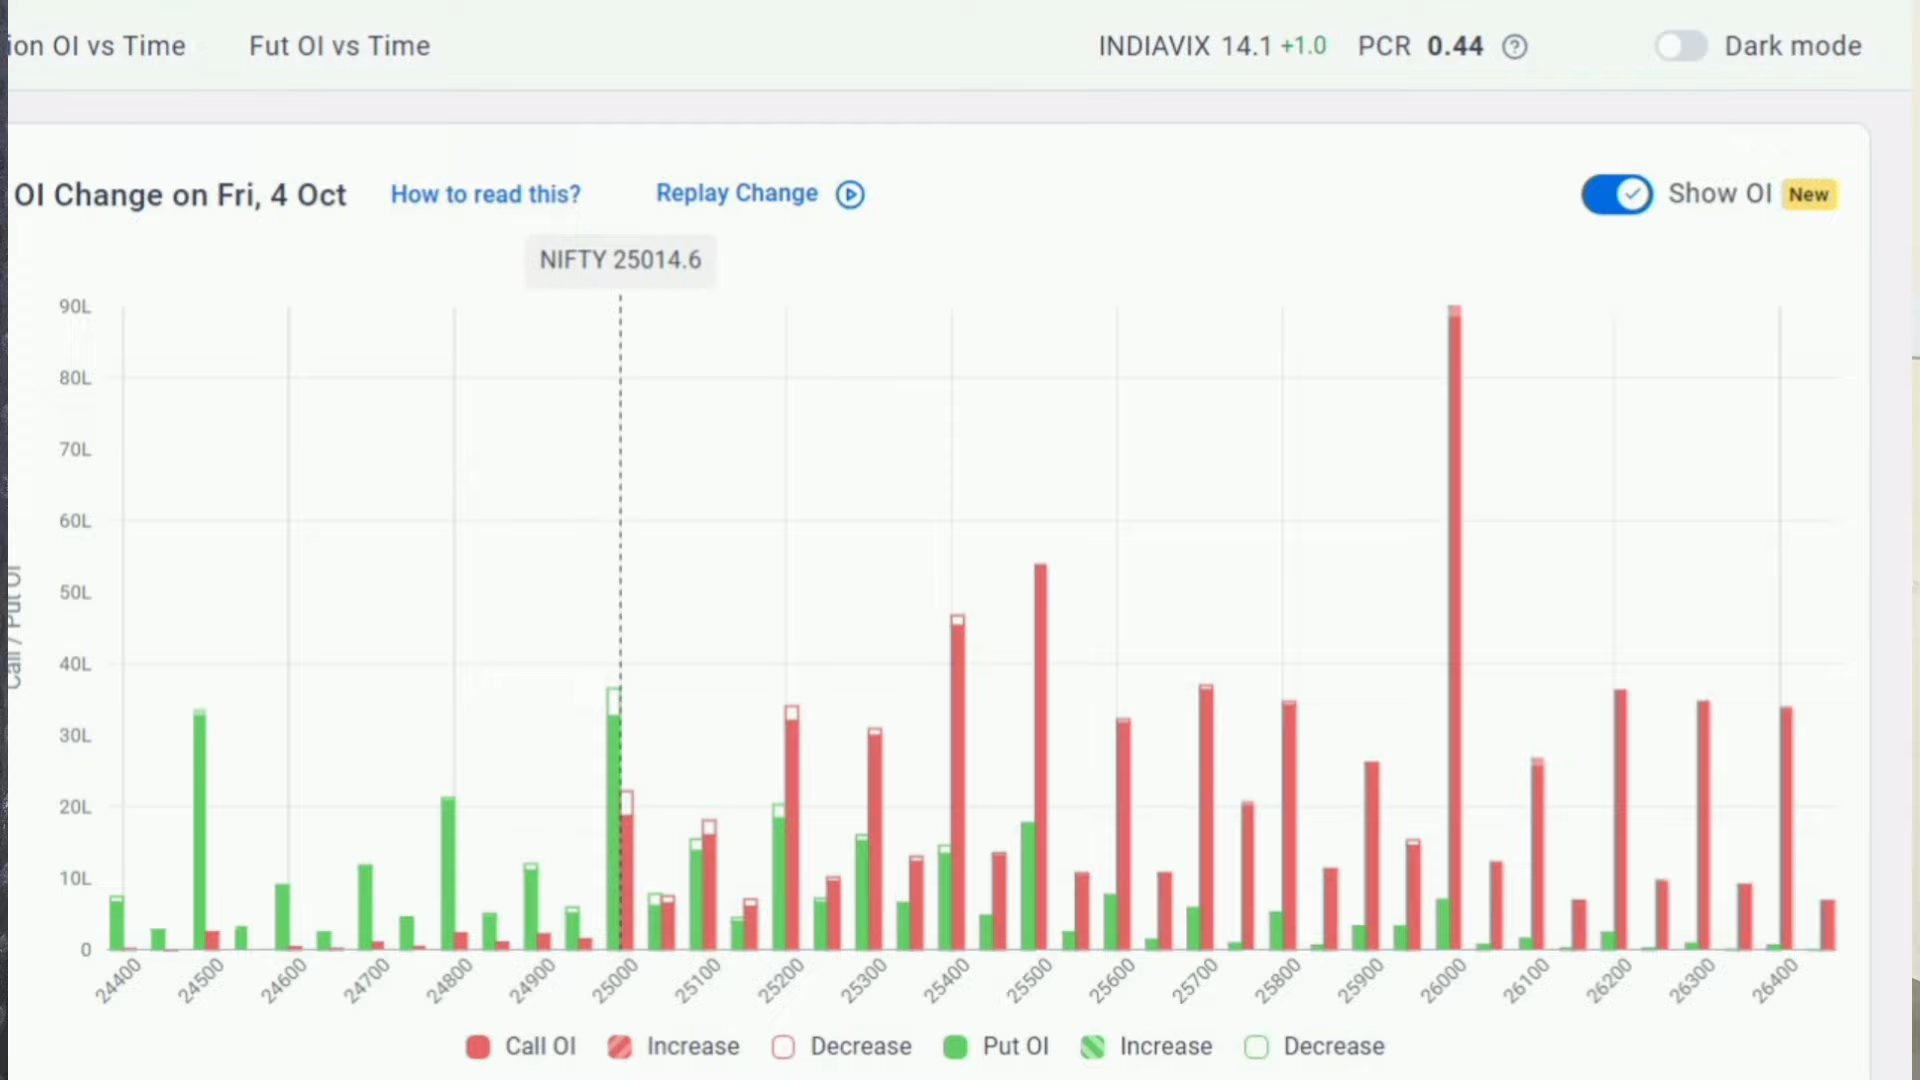 ion OI vs Time Fut OI vs Time INDIAVIX 14.1 +1.0 PCR 0.44 ? Dark mode
OI Change on Fri, 4 Oct How to read this? Replay Change Show OI New
NIFTY 25014.6
90L
80L
70L
60L
50L
40L
30L
20L
10L
0
Call / Put OI
24400 24500 24600 24700 24800 24900 25000 25100 25200 25300 25400 25500 25600 25700 25800 25900 26000 26100 26200 26300 26400
Call OI Increase Decrease Put OI Increase Decrease